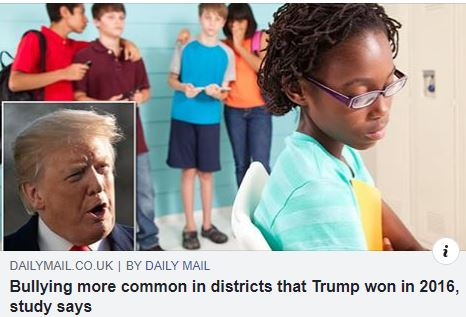 DAILYMAIL.CO.UK | BY DAILY MAIL
i
Bullying more common in districts that Trump won in 2016,
study says